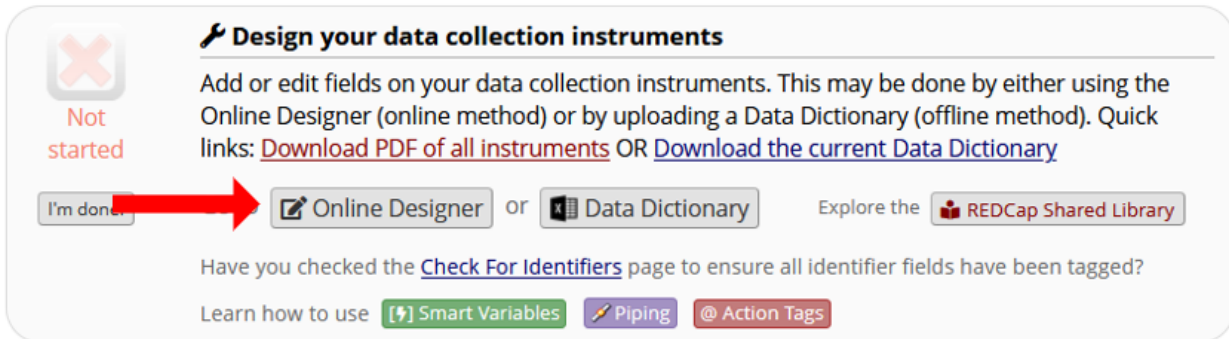 Design your data collection instruments
Add or edit fields on your data collection instruments. This may be done by either using the
Not Online Designer (online method) or by uploading a Data Dictionary (offline method). Quick
started links: Download PDF of all instruments OR Download the current Data Dictionary
I'm done! Online Designer or Data Dictionary Explore the REDCap Shared Library
Have you checked the Check For Identifiers page to ensure all identifier fields have been tagged?
Learn how to use [] Smart Variables Piping @ Action Tags